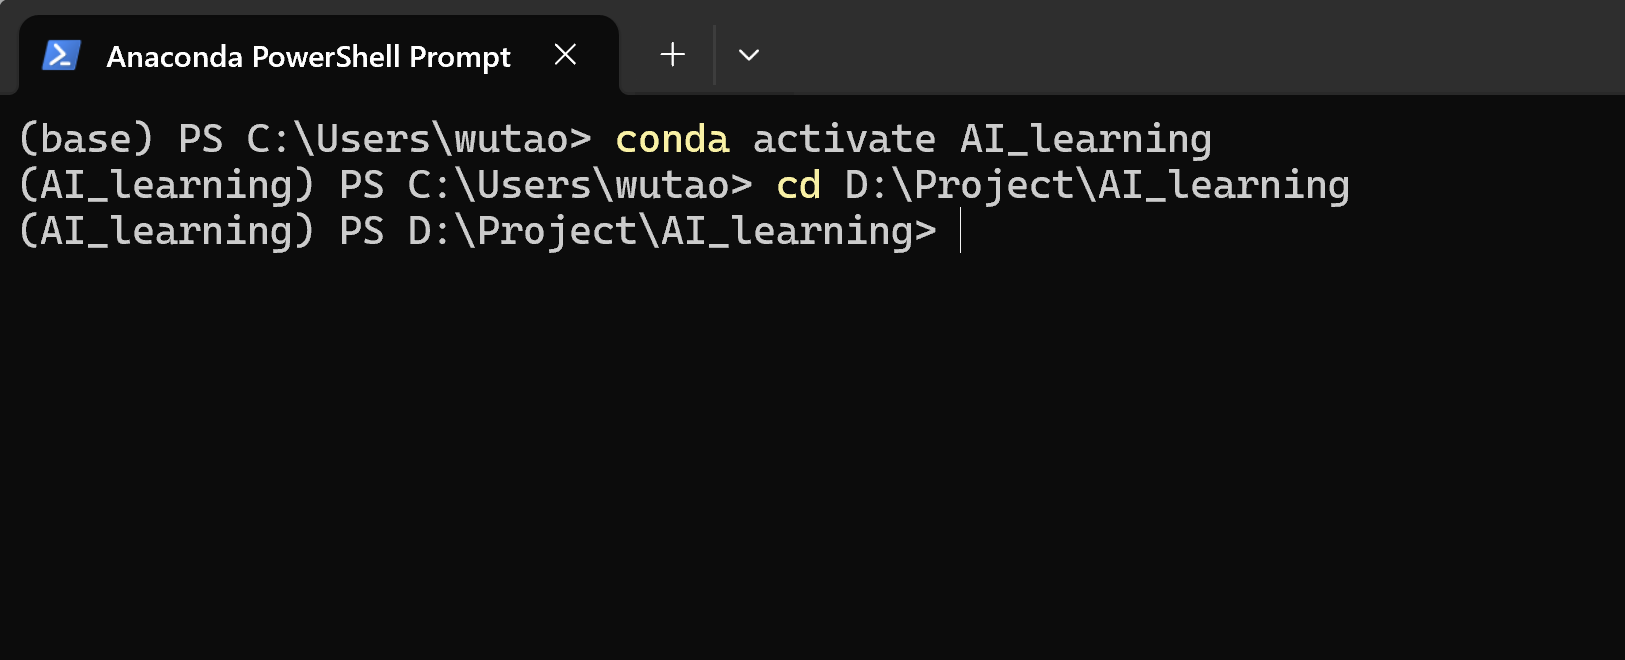 Anaconda PowerShell Prompt
(base) PS C:\Users\wutao> conda activate AI_learning
(AI_learning) PS C:\Users\wutao> cd D:\Project\AI_learning
(AI_learning) PS D:\Project\AI_learning>